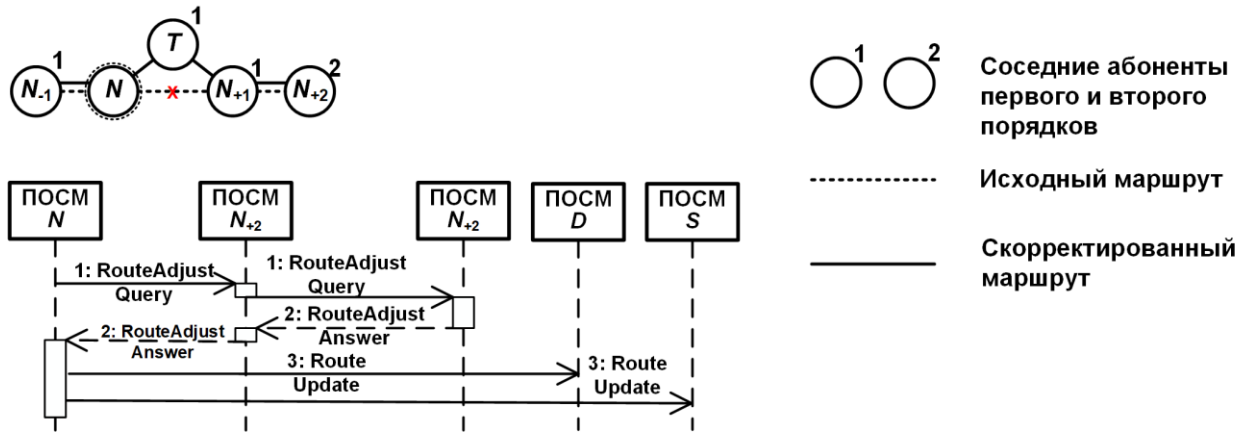 1
T
1
N-1
N
x
N+1
1
N+2
2
1
2
Соседние абоненты
первого и второго
порядков
Исходный маршрут
Скорректированный
маршрут
ПОСМ
N
ПОСМ
N+2
ПОСМ
N+2
ПОСМ
D
ПОСМ
S
1: RouteAdjust
Query
1: RouteAdjust
Query
2: RouteAdjust
Answer
2: RouteAdjust
Answer
3: Route
Update
3: Route
Update